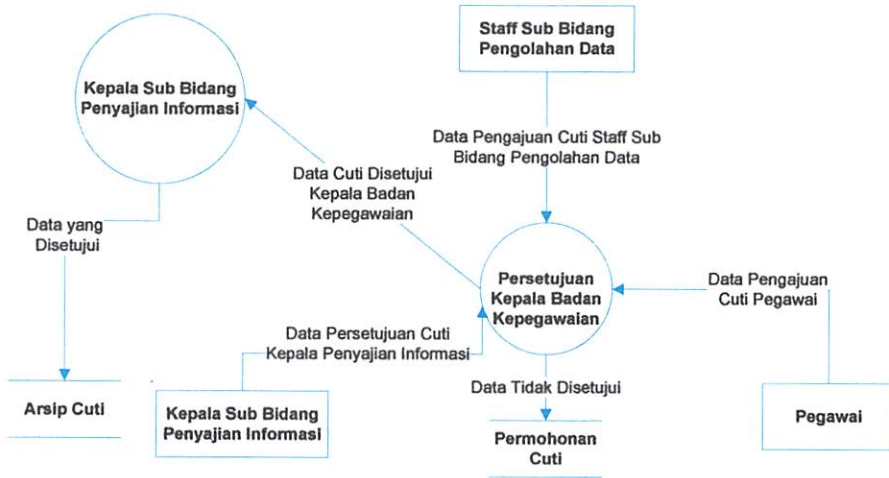 Staff Sub Bidang
Pengolahan Data
Kepala Sub Bidang
Penyajian Informasi
Data Pengajuan Cuti Staff Sub
Bidang Pengolahan Data
Data Cuti Disetujui
Kepala Badan
Kepegawaian
Data yang
Disetujui
Persetujuan
Kepala Badan
Kepegawaian
Data Pengajuan
Cuti Pegawai
Data Persetujuan Cuti
Kepala Penyajian Informasi
Data Tidak Disetujui
Arsip Cuti
Kepala Sub Bidang
Penyajian Informasi
Permohonan
Cuti
Pegawai